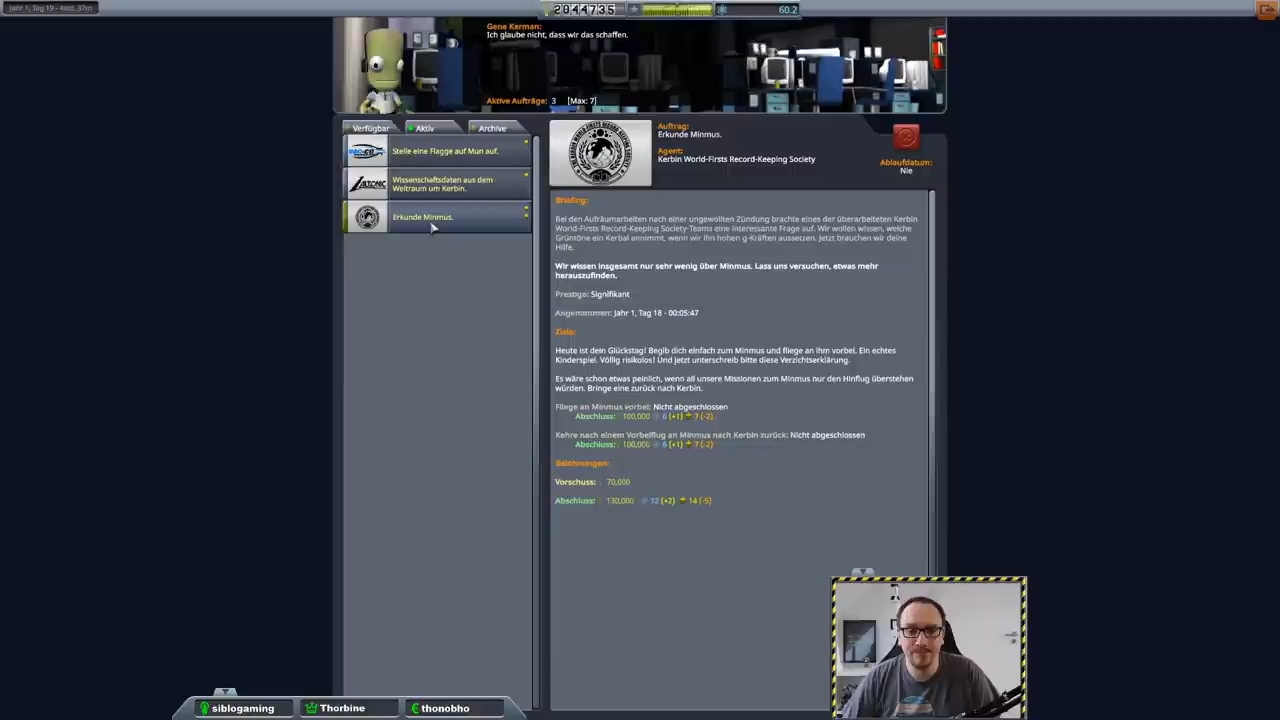 Jahr 1, Tag 19 - 4std. 37m
2044735
60.2
Gene Kerman:
Ich glaube nicht, dass wir das schaffen.
Aktive Aufträge: 3 [Max: 7]
Verfügbar
Aktiv
Archive
Stelle eine Flagge auf Mun auf.
Wissenschaftsdaten aus dem
Weltraum um Kerbin.
Erkunde Minmus.
Auftrag:
Erkunde Minmus.
Agent:
Kerbin World-Firsts Record-Keeping Society
Ablaufdatum:
Nie
Briefing:
Bei den Aufräumarbeiten nach einer ungewollten Zündung brachte eines der überarbeiteten Kerbin
World-Firsts Record-Keeping Society-Teams eine interessante Frage auf. Wir wollen wissen, welche
Grüntöne ein Kerbal annimmt, wenn wir ihn hohen g-Kräften aussetzen. Jetzt brauchen wir deine
Hilfe.
Wir wissen insgesamt nur sehr wenig über Minmus. Lass uns versuchen, etwas mehr
herauszufinden.
Prestige: Signifikant
Angenommen: Jahr 1, Tag 18 - 00:05:47
Ziele:
Heute ist dein Glückstag! Begib dich einfach zum Minmus und fliege an ihm vorbei. Ein echtes
Kinderspiel. Völlig risikolos! Und jetzt unterschreib bitte diese Verzichtserklärung.
Es wäre schon etwas peinlich, wenn all unsere Missionen zum Minmus nur den Hinflug überstehen
würden. Bringe eine zurück nach Kerbin.
Fliege an Minmus vorbei: Nicht abgeschlossen
Abschluss: 100,000 6 (+1) 7 (-2)
Kehre nach einem Vorbeiflug an Minmus nach Kerbin zurück: Nicht abgeschlossen
Abschluss: 100,000 6 (+1) 7 (-2)
Belohnungen:
Vorschuss: 70,000
Abschluss: 130,000 12 (+2) 14 (-5)
siblogaming
Thorbine
thonobho